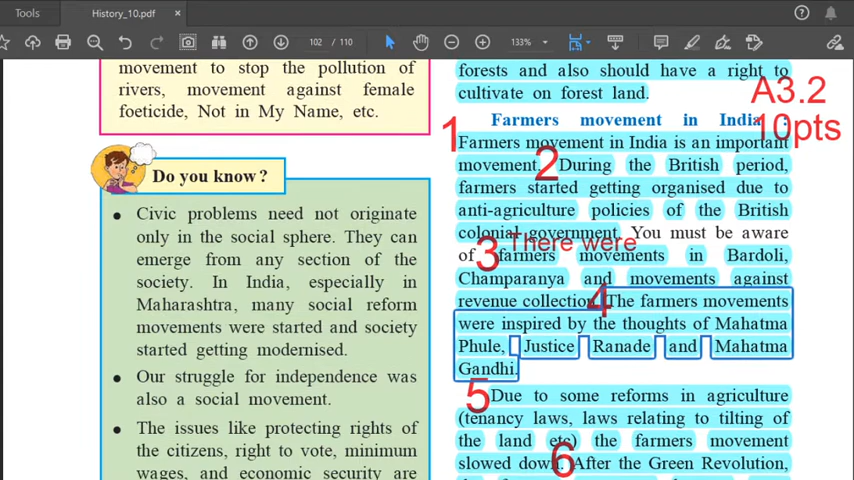 Tools
History_10.pdf
×
102 / 110
133%
movement to stop the pollution of
rivers, movement against female
foeticide, Not in My Name, etc.
Do you know?
• Civic problems need not originate
only in the social sphere. They can
emerge from any section of the
society. In India, especially in
Maharashtra, many social reform
movements were started and society
started getting modernised.
• Our struggle for independence was
also a social movement.
• The issues like protecting rights of
the citizens, right to vote, minimum
wages, and economic security are
forests and also should have a right to
cultivate on forest land.
A3.2
10pts
Farmers movement in India :
1 Farmers movement in India is an important
movement. 2 During the British period,
farmers started getting organised due to
anti-agriculture policies of the British
colonial government. You must be aware
3 There were
of farmers movements in Bardoli,
Champaranya and movements against
revenue collection. 4 The farmers movements
were inspired by the thoughts of Mahatma
Phule, Justice Ranade and Mahatma
Gandhi.
5 Due to some reforms in agriculture
(tenancy laws, laws relating to tilting of
the land etc) the farmers movement
slowed down. 6 After the Green Revolution,